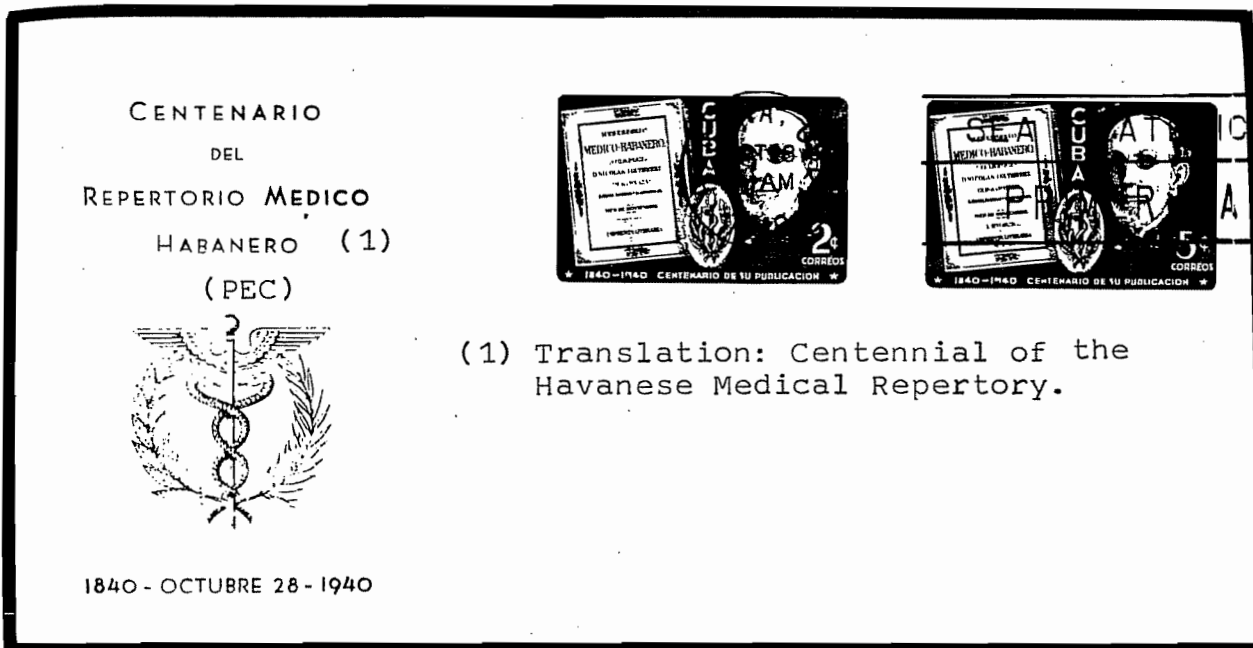 CENTENARIO
DEL
REPERTORIO MEDICO
HABANERO (1)
(PEC)
1840 - OCTUBRE 28 - 1940
MEDICO-HABANERO
CUBA
2¢
CORREOS
★ 1840-1940 CENTENARIO DE SU PUBLICACION ★
MEDICO-HABANERO
CUBA
5¢
CORREOS
★ 1840-1940 CENTENARIO DE SU PUBLICACION ★
(1) Translation: Centennial of the
Havanese Medical Repertory.